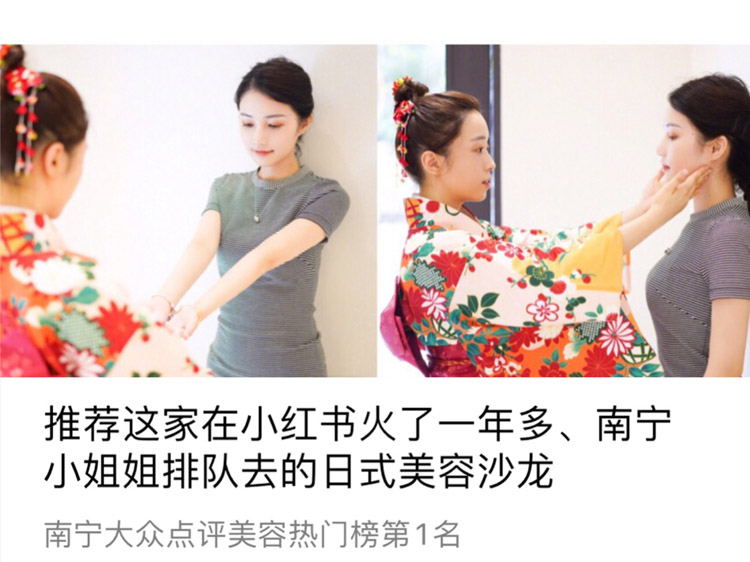 推荐这家在小红书火了一年多、南宁
小姐姐排队去的日式美容沙龙
南宁大众点评美容热门榜第1名